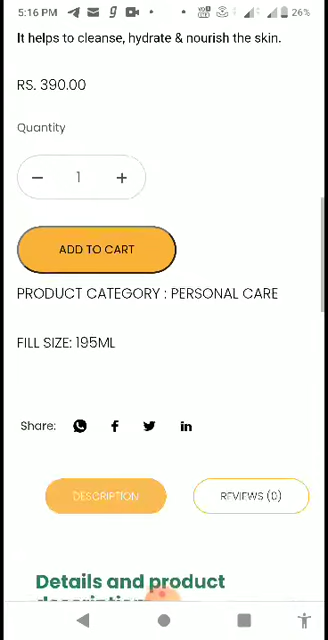 5:16 PM
26%
It helps to cleanse, hydrate & nourish the skin.
RS. 390.00
Quantity
1
ADD TO CART
PRODUCT CATEGORY : PERSONAL CARE
FILL SIZE: 195ML
Share:
DESCRIPTION
REVIEWS (0)
Details and product
description